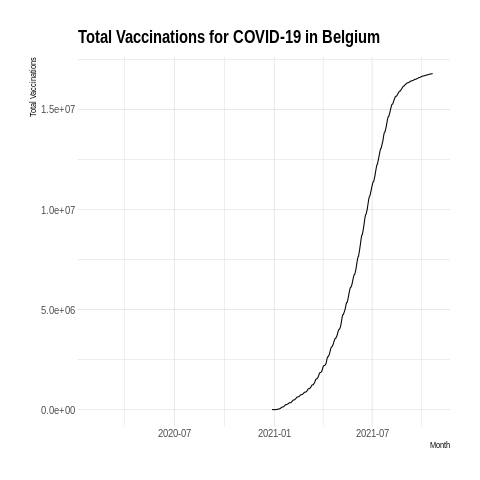 Total Vaccinations for COVID-19 in Belgium
Total Vaccinations
1.5e+07
1.0e+07
5.0e+06
0.0e+00
2020-07 2021-01 2021-07
Month